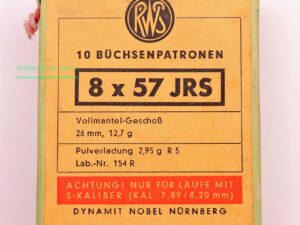 RWS
10 BÜCHSENPATRONEN
8 x 57 JRS
Vollmantel-Geschoß
26 mm, 12,7 g
Pulverladung 2,95 g R 5
Lab.-Nr. 154 R
ACHTUNG! NUR FÜR LÄUFE MIT
S-KALIBER (KAL. 7,89/8,20 mm)
DYNAMIT NOBEL NÜRNBERG